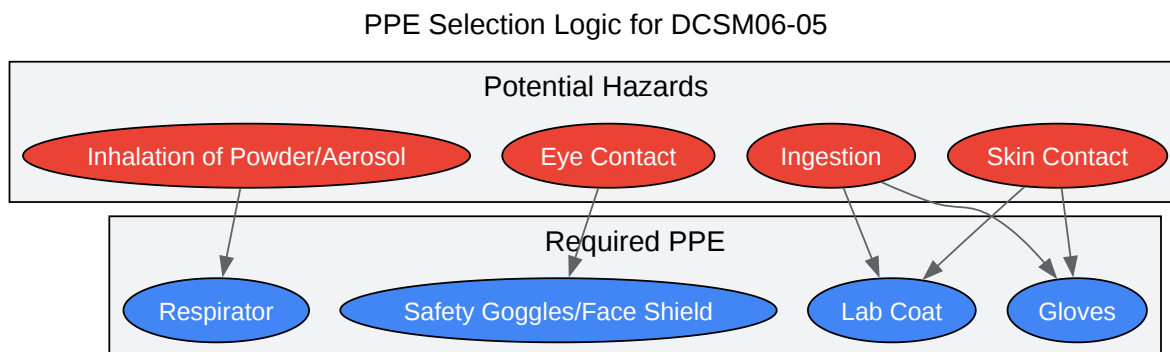 PPE Selection Logic for DCSM06-05
Potential Hazards
Inhalation of Powder/Aerosol
Eye Contact
Ingestion
Skin Contact
Required PPE
Respirator
Safety Goggles/Face Shield
Lab Coat
Gloves